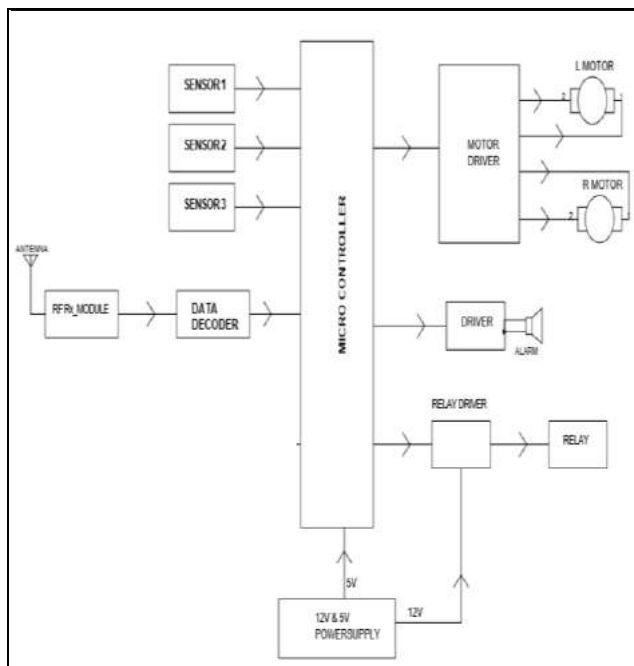 L MOTOR
2
1
SENSOR1
SENSOR2
SENSOR3
MOTOR
DRIVER
R MOTOR
2
1
ANTENNA
RFRx_MODULE
DATA
DECODER
MICRO CONTROLLER
DRIVER
ALARM
RELAY DRIVER
RELAY
5V
12V
12V & 5V
POWERSUPPLY